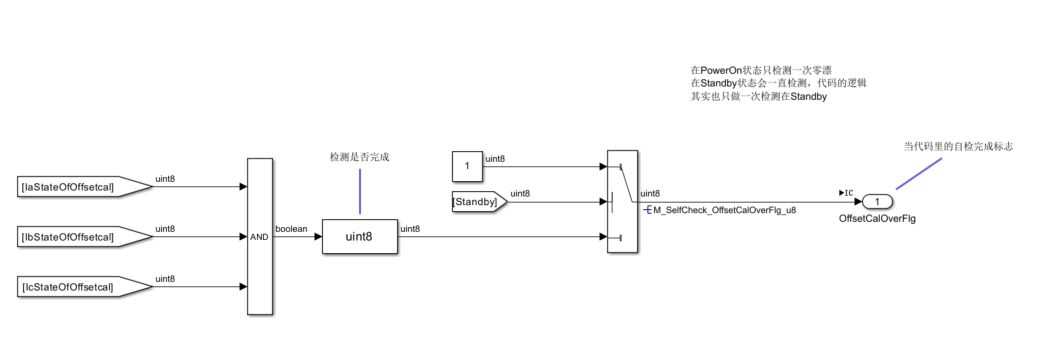 在PowerOn状态只检测一次零漂
在Standby状态会一直检测，代码的逻辑
其实也只做一次检测在Standby
检测是否完成
当代码里的自检完成标志
1
uint8
[IaStateOfOffsetcal]
uint8
[Standby]
uint8
uint8
IC
1
M_SelfCheck_OffsetCalOverFlg_u8
OffsetCalOverFlg
[IbStateOfOffsetcal]
uint8
AND
boolean
uint8
uint8
[IcStateOfOffsetcal]
uint8